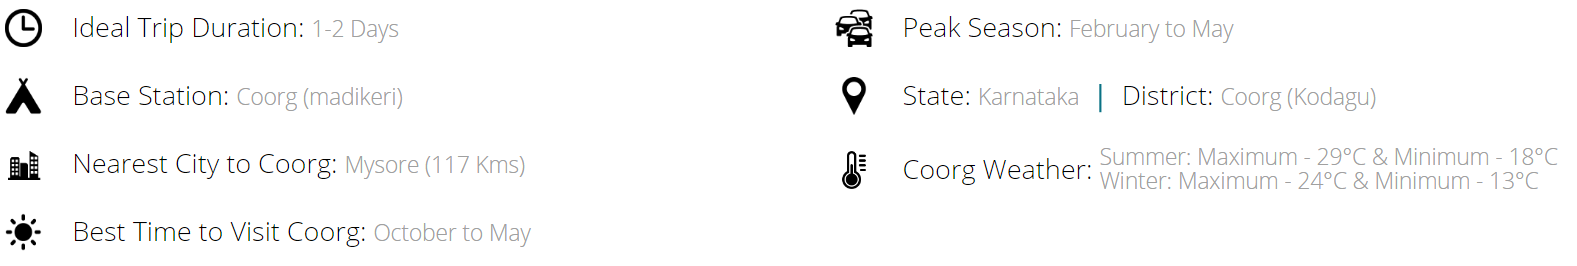 Ideal Trip Duration: 1-2 Days
Base Station: Coorg (madikeri)
Nearest City to Coorg: Mysore (117 Kms)
Best Time to Visit Coorg: October to May
Peak Season: February to May
State: Karnataka | District: Coorg (Kodagu)
Coorg Weather: Summer: Maximum - 29°C & Minimum - 18°C
Winter: Maximum - 24°C & Minimum - 13°C